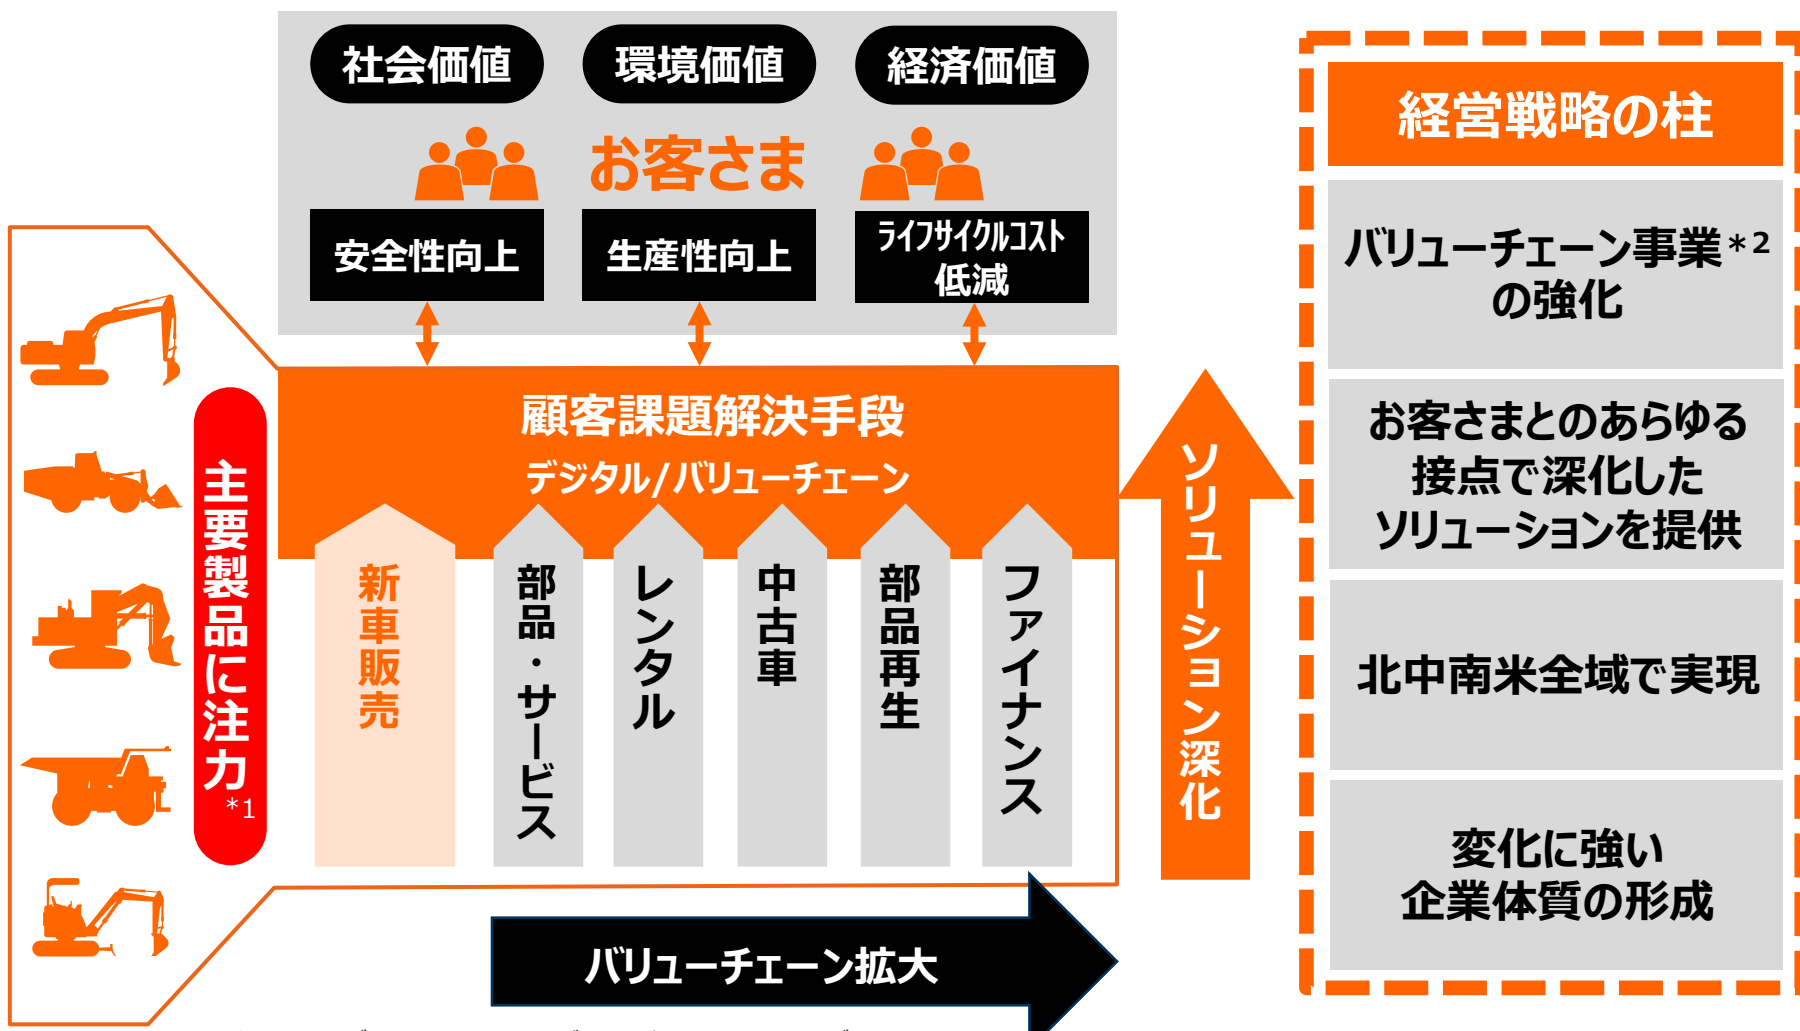 社会価値
環境価値
経済価値
お客さま
安全性向上
生産性向上
ライフサイクルコスト
低減
主要製品に注力
*1
顧客課題解決手段
デジタル/バリューチェーン
新車販売
部品・サービス
レンタル
中古車
部品再生
ファイナンス
バリューチェーン拡大
ソリューション深化
経営戦略の柱
バリューチェーン事業*2
の強化
お客さまとのあらゆる
接点で深化した
ソリューションを提供
北中南米全域で実現
変化に強い
企業体質の形成